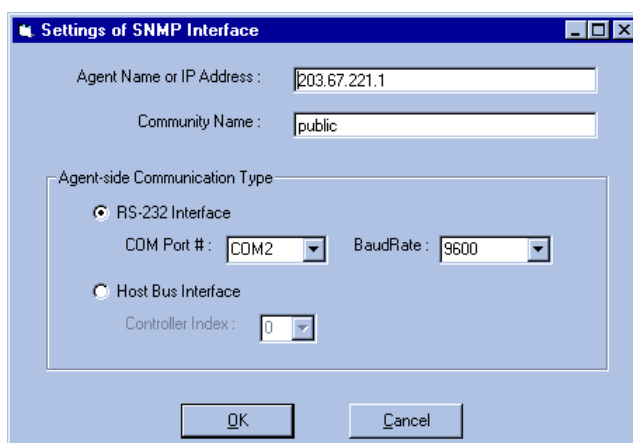 Settings of SNMP Interface
Agent Name or IP Address : 203.67.221.1
Community Name : public
Agent-side Communication Type
RS-232 Interface
COM Port # : COM2 BaudRate : 9600
Host Bus Interface
Controller Index : 0
OK Cancel